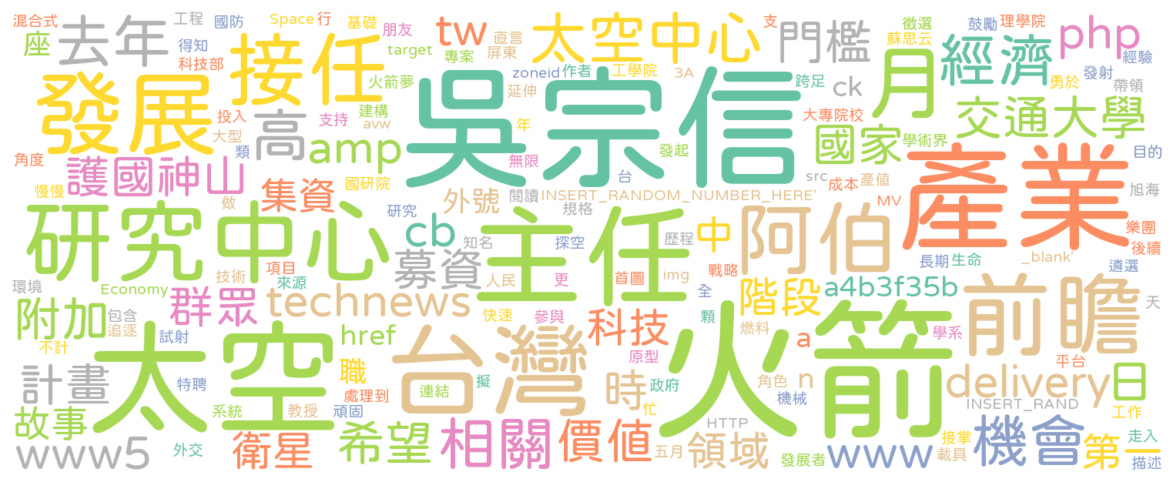 混合式 工程 國防 Space 行 基礎 朋友 支 徵選 鼓勵 理學院
座 去年 得知 科技部 接任 target 專案 tw 直言 屏東 太空中心 門檻 蘇思云 經濟 php 經驗
發展 火箭夢 zoneid 作者 工學院 3A 跨足 月 發射 勇於 帶領
投入 大型 高 建構 支持 avw 延伸 ck 大專院校 交通大學
角度 類 amp 吳宗信 年 發起 國家 學術界 目的
護國神山 國研院 無限 台 src 成本 產值 產業
慢慢 做 集資 外號 閱讀 INSERT_RANDOM_NUMBER_HERE' MV 旭海
研究中心 研究 cb 知名 規格 主任 歷程 中 阿伯 樂團 後續
項目 技術 來源 募資 探空 更 首圖 img 戰略 長期 生命 _blank' 遴選
環境 Economy 群眾 technews 人民 階段 a4b3f35b 前瞻 天
附加 包含 追逐 試射 href 快速 參與 科技 全 顆 燃料 a 學系
不計 太空 台灣 原型 火箭 平台
計畫 特聘 職 處理到 連結 擬 時 政府 角色 n 機械 delivery 日
故事 系統 教授 頑固 忙 HTTP INSERT_RAND 工作
www5 外交 衛星 希望 相關 價值 五月 領域 發展者 www 接掌 載具 機會 第一 走入 描述